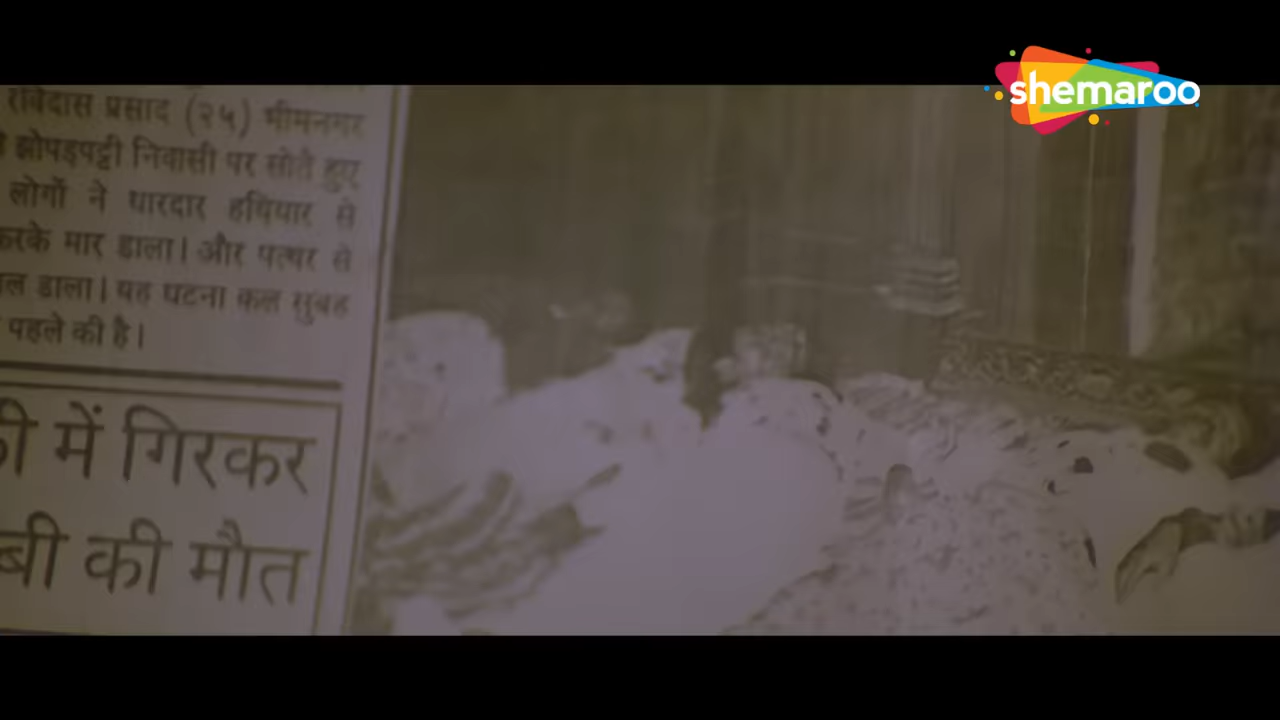 shemaroo
रविदास प्रसाद (२५) भीमनगर
झोपड़पट्टी निवासी पर सोते हुए
लोगों ने धारदार हथियार से
करके मार डाला। और पत्थर से
डाला। यह घटना कल सुबह
पहले की है।
में गिरकर
की मौत